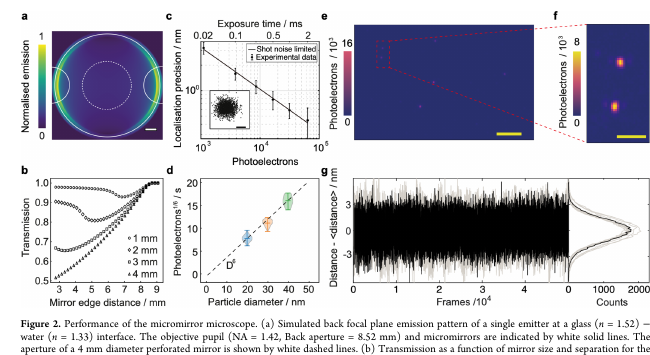 a
1
Normalised emission
0
c
Exposure time / ms
0.02 0.1 0.5 2
Localisation precision / nm
10⁰
Shot noise limited
Experimental data
10³ 10⁴ 10⁵
Photoelectrons
e
16
Photoelectrons / 10³
0
f
8
Photoelectrons / 10³
0
b
Transmission
1.0
0.9
0.8
0.7
0.6
0.5
1 mm
2 mm
3 mm
4 mm
3 4 5 6 7 8 9
Mirror edge distance / mm
d
Photoelectrons¹ᐟ⁶ / s
20
15
10
5
0
D⁶
0 10 20 30 40 50
Particle diameter / nm
g
Distance - <distance> / nm
3
0
-3
0 1 2 3 4 5 6
Frames /10⁴
0 1000 2000
Counts
Figure 2. Performance of the micromirror microscope. (a) Simulated back focal plane emission pattern of a single emitter at a glass (n = 1.52) –
water (n = 1.33) interface. The objective pupil (NA = 1.42, Back aperture = 8.52 mm) and micromirrors are indicated by white solid lines. The
aperture of a 4 mm diameter perforated mirror is shown by white dashed lines. (b) Transmission as a function of mirror size and separation for the